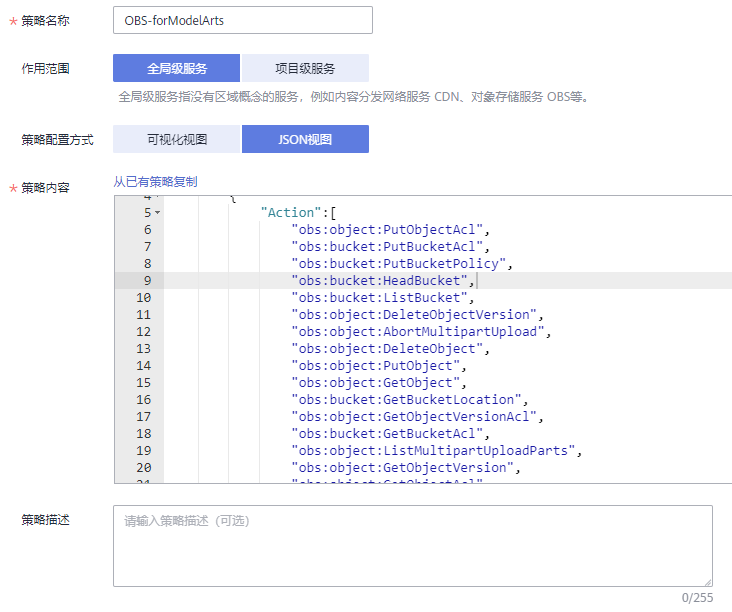 * 策略名称 OBS-forModelArts
作用范围 全局级服务 项目级服务
全局级服务指没有区域概念的服务，例如内容分发网络服务 CDN、对象存储服务 OBS等。
策略配置方式 可视化视图 JSON视图
* 策略内容 从已有策略复制
4 {
5 "Action":[
6 "obs:object:PutObjectAcl",
7 "obs:bucket:PutBucketAcl",
8 "obs:bucket:PutBucketPolicy",
9 "obs:bucket:HeadBucket",
10 "obs:bucket:ListBucket",
11 "obs:object:DeleteObjectVersion",
12 "obs:object:AbortMultipartUpload",
13 "obs:object:DeleteObject",
14 "obs:object:PutObject",
15 "obs:object:GetObject",
16 "obs:bucket:GetBucketLocation",
17 "obs:object:GetObjectVersionAcl",
18 "obs:bucket:GetBucketAcl",
19 "obs:object:ListMultipartUploadParts",
20 "obs:object:GetObjectVersion",
21 "obs:object:GetObjectAcl"
策略描述 请输入策略描述（可选）
0/255